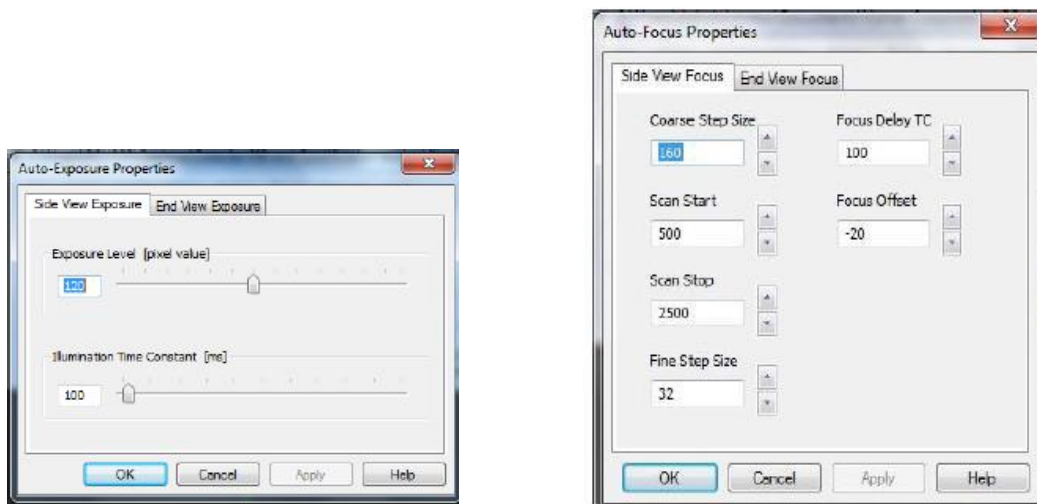 Auto-Exposure Properties
Side View Exposure End View Exposure
Exposure Level [pixel value]
120
Illumination Time Constant [ms]
100
OK Cancel Apply Help
Auto-Focus Properties
Side View Focus End View Focus
Coarse Step Size Focus Delay TC
160 100
Scan Start Focus Offset
500 -20
Scan Stop
2500
Fine Step Size
32
OK Cancel Apply Help